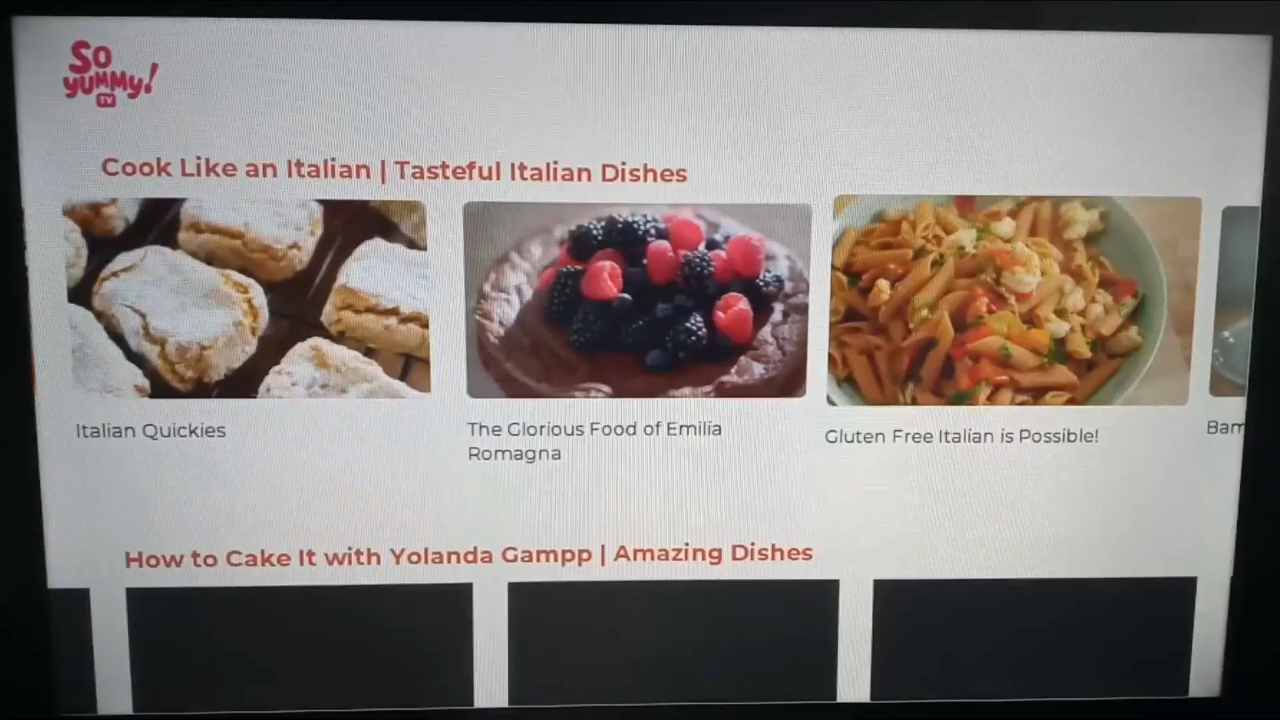 So
yummy!
TV
Cook Like an Italian | Tasteful Italian Dishes
Italian Quickies
The Glorious Food of Emilia
Romagna
Gluten Free Italian is Possible!
Bam
How to Cake It with Yolanda Gampp | Amazing Dishes